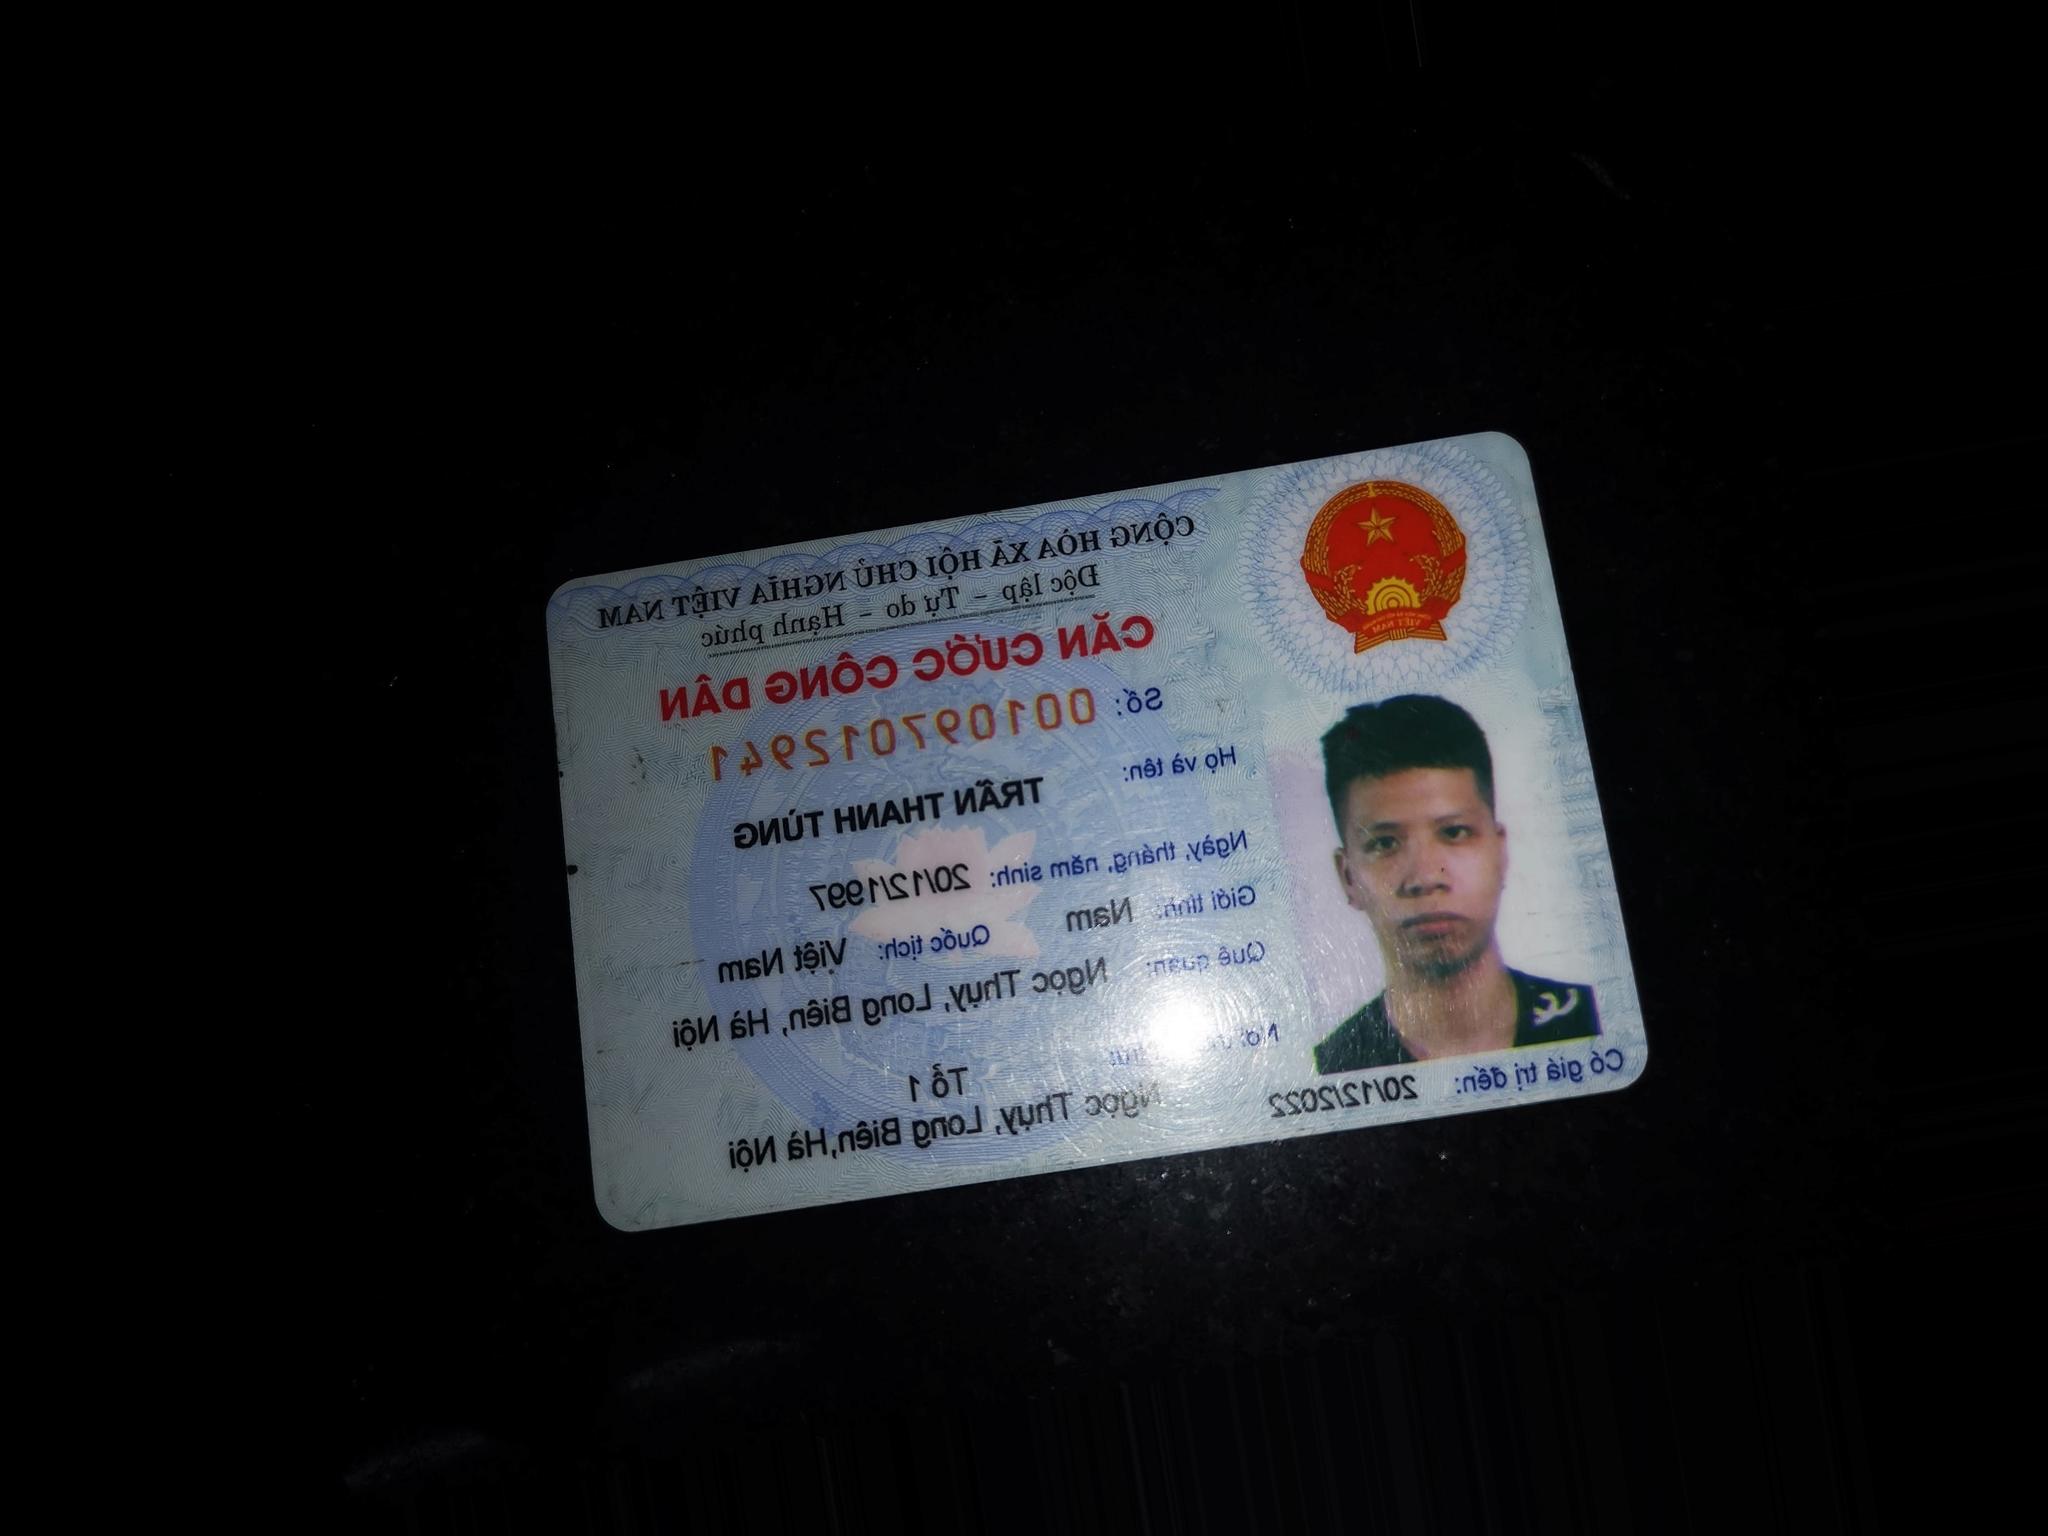 CỘNG HÒA XÃ HỘI CHỦ NGHĨA VIỆT NAM
Độc lập - Tự do - Hạnh phúc
CĂN CƯỚC CÔNG DÂN
Số: 001097012941
Họ và tên:
TRẦN THANH TÙNG
Ngày, tháng, năm sinh: 20/12/1997
Giới tính: Nam Quốc tịch: Việt Nam
Quê quán:
Ngọc Thụy, Long Biên, Hà Nội
Nơi
Tổ 1
Ngọc Thụy, Long Biên,Hà Nội
Có giá trị đến: 20/12/2022
VIỆT NAM